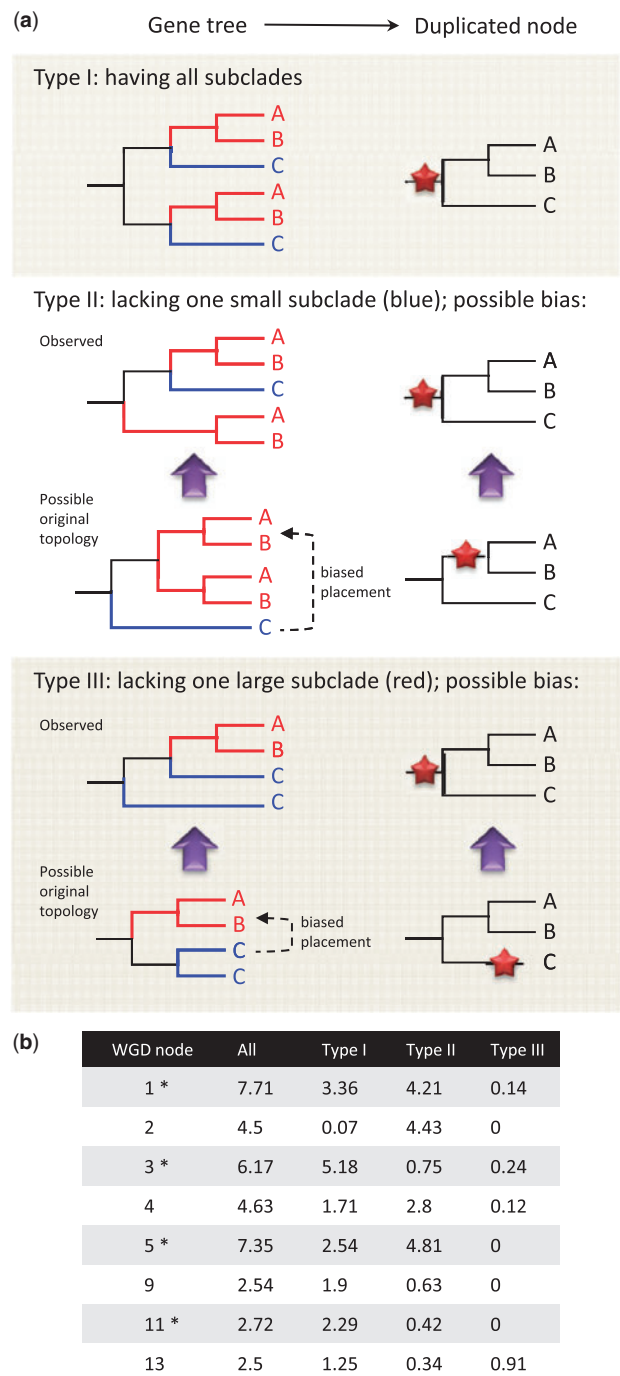 (a) Gene tree Duplicated node
Type I: having all subclades
A
B
C
A
B
C
A
B
C
Type II: lacking one small subclade (blue); possible bias:
Observed
A
B
C
A
B
A
B
C
Possible
original
topology
A
B
A
B
C
biased
placement
A
B
C
Type III: lacking one large subclade (red); possible bias:
Observed
A
B
C
C
A
B
C
Possible
original
topology
A
B
C
C
biased
placement
A
B
C
(b)
WGD node All Type I Type II Type III
1 * 7.71 3.36 4.21 0.14
2 4.5 0.07 4.43 0
3 * 6.17 5.18 0.75 0.24
4 4.63 1.71 2.8 0.12
5 * 7.35 2.54 4.81 0
9 2.54 1.9 0.63 0
11 * 2.72 2.29 0.42 0
13 2.5 1.25 0.34 0.91